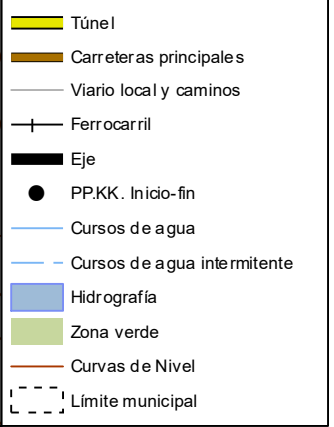 Túnel
Carreteras principales
Viario local y caminos
Ferrocarril
Eje
PP.KK. Inicio-fin
Cursos de agua
Cursos de agua intermitente
Hidrografía
Zona verde
Curvas de Nivel
Límite municipal